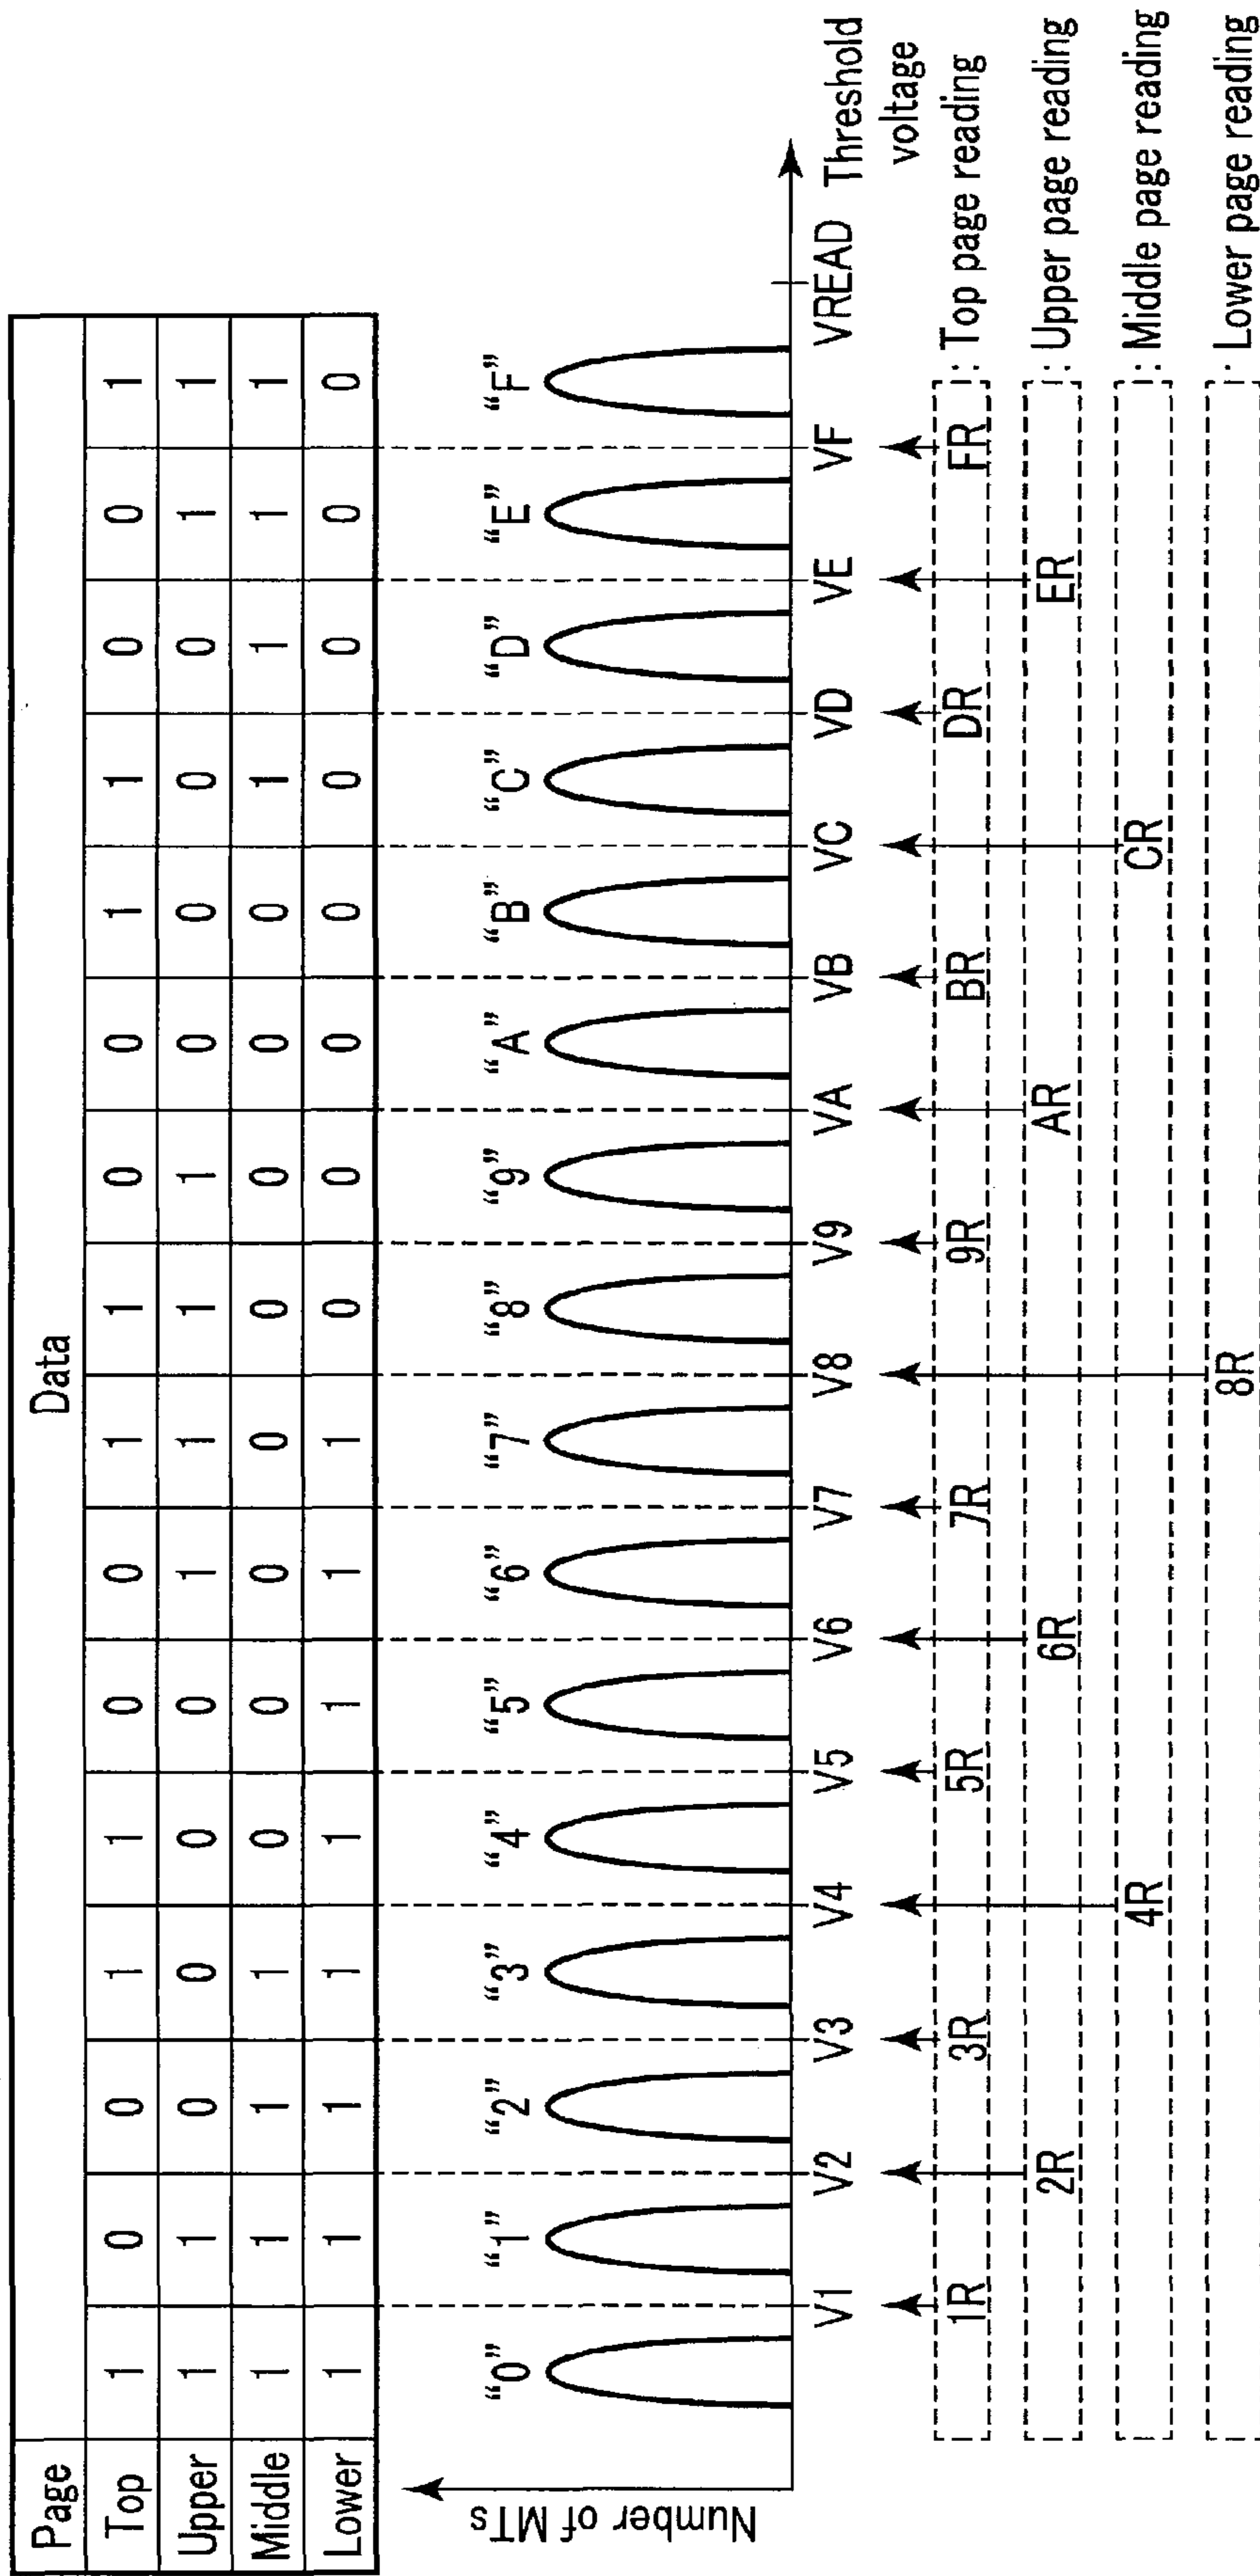 Page Data
Top 1 0 0 1 1 0 0 1 1 0 0 1 1 0 0 1
Upper 1 1 0 0 0 0 1 1 1 1 0 0 0 0 1 1
Middle 1 1 1 1 0 0 0 0 0 0 0 0 1 1 1 1
Lower 1 1 1 1 1 1 1 1 0 0 0 0 0 0 0 0
Number of MTs
“0” “1” “2” “3” “4” “5” “6” “7” “8” “9” “A” “B” “C” “D” “E” “F”
V1 V2 V3 V4 V5 V6 V7 V8 V9 VA VB VC VD VE VF VREAD Threshold
voltage
1R 3R 5R 7R 9R BR DR FR : Top page reading
2R 6R AR ER : Upper page reading
4R CR : Middle page reading
8R : Lower page reading